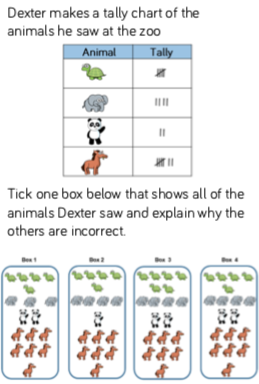 Dexter makes a tally chart of the
animals he saw at the zoo
Animal Tally
Tick one box below that shows all of the
animals Dexter saw and explain why the
others are incorrect.
Box 1 Box 2 Box 3 Box 4